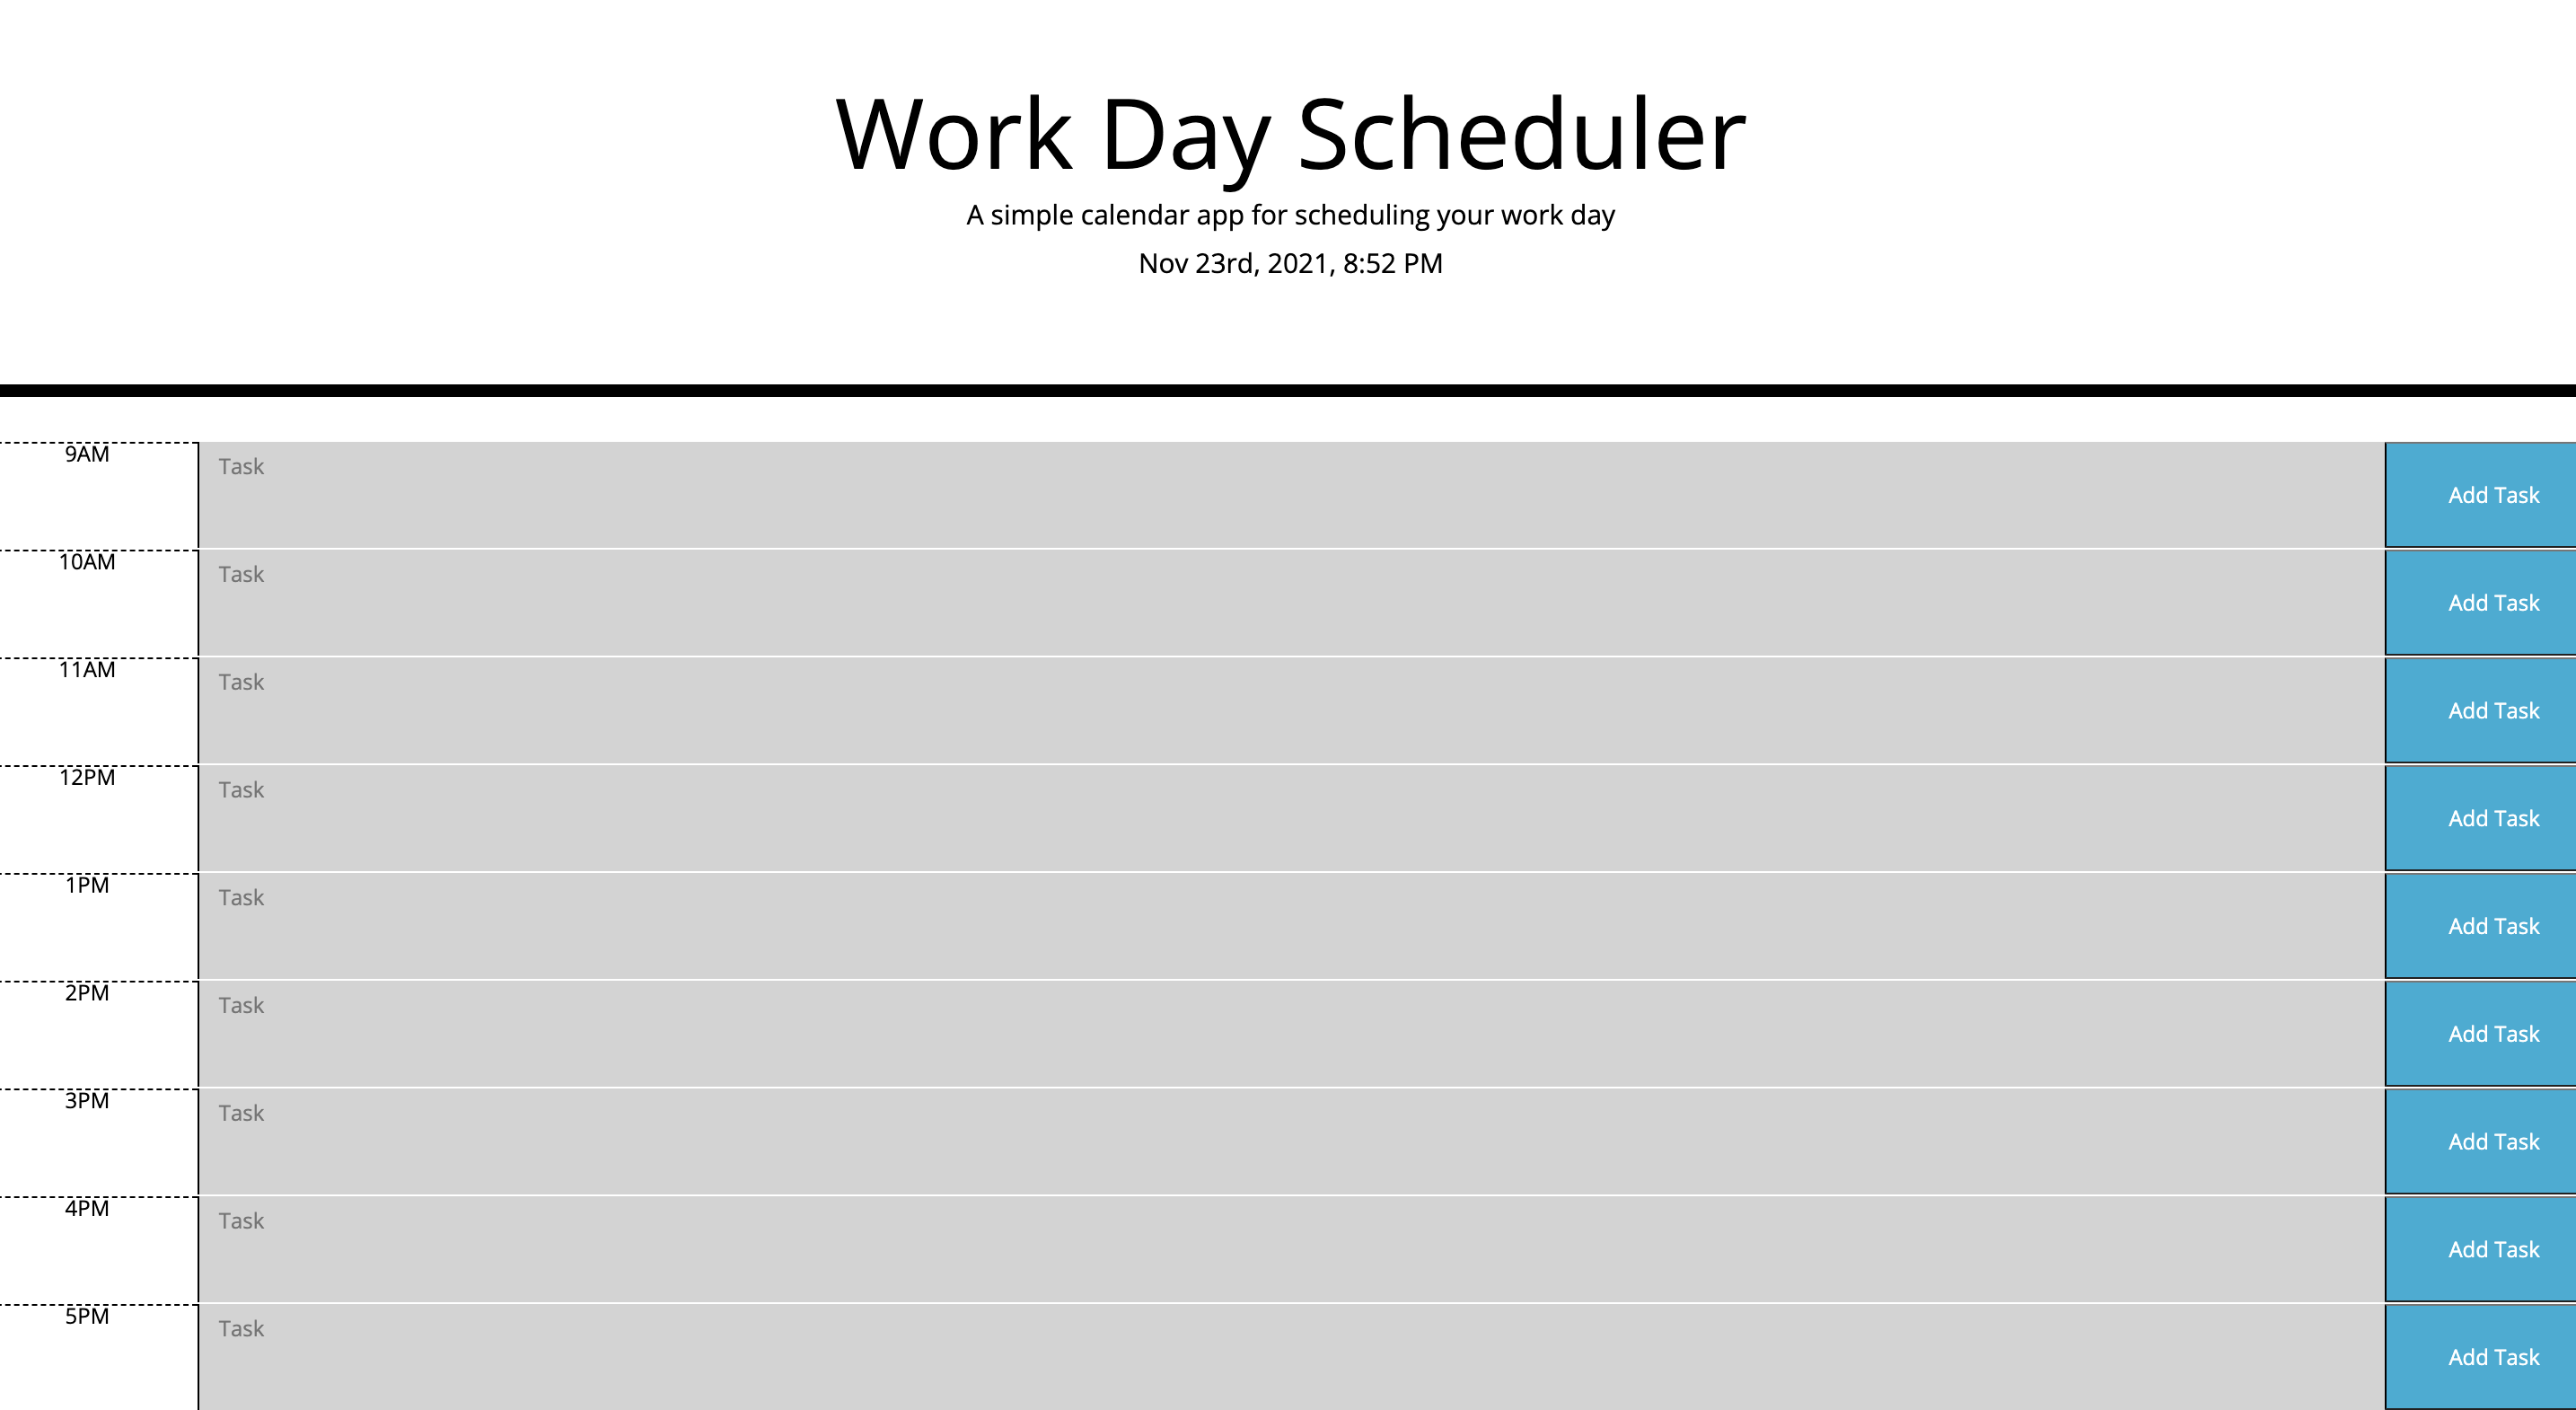 Work Day Scheduler
A simple calendar app for scheduling your work day
Nov 23rd, 2021, 8:52 PM
9AM Task Add Task
10AM Task Add Task
11AM Task Add Task
12PM Task Add Task
1PM Task Add Task
2PM Task Add Task
3PM Task Add Task
4PM Task Add Task
5PM Task Add Task